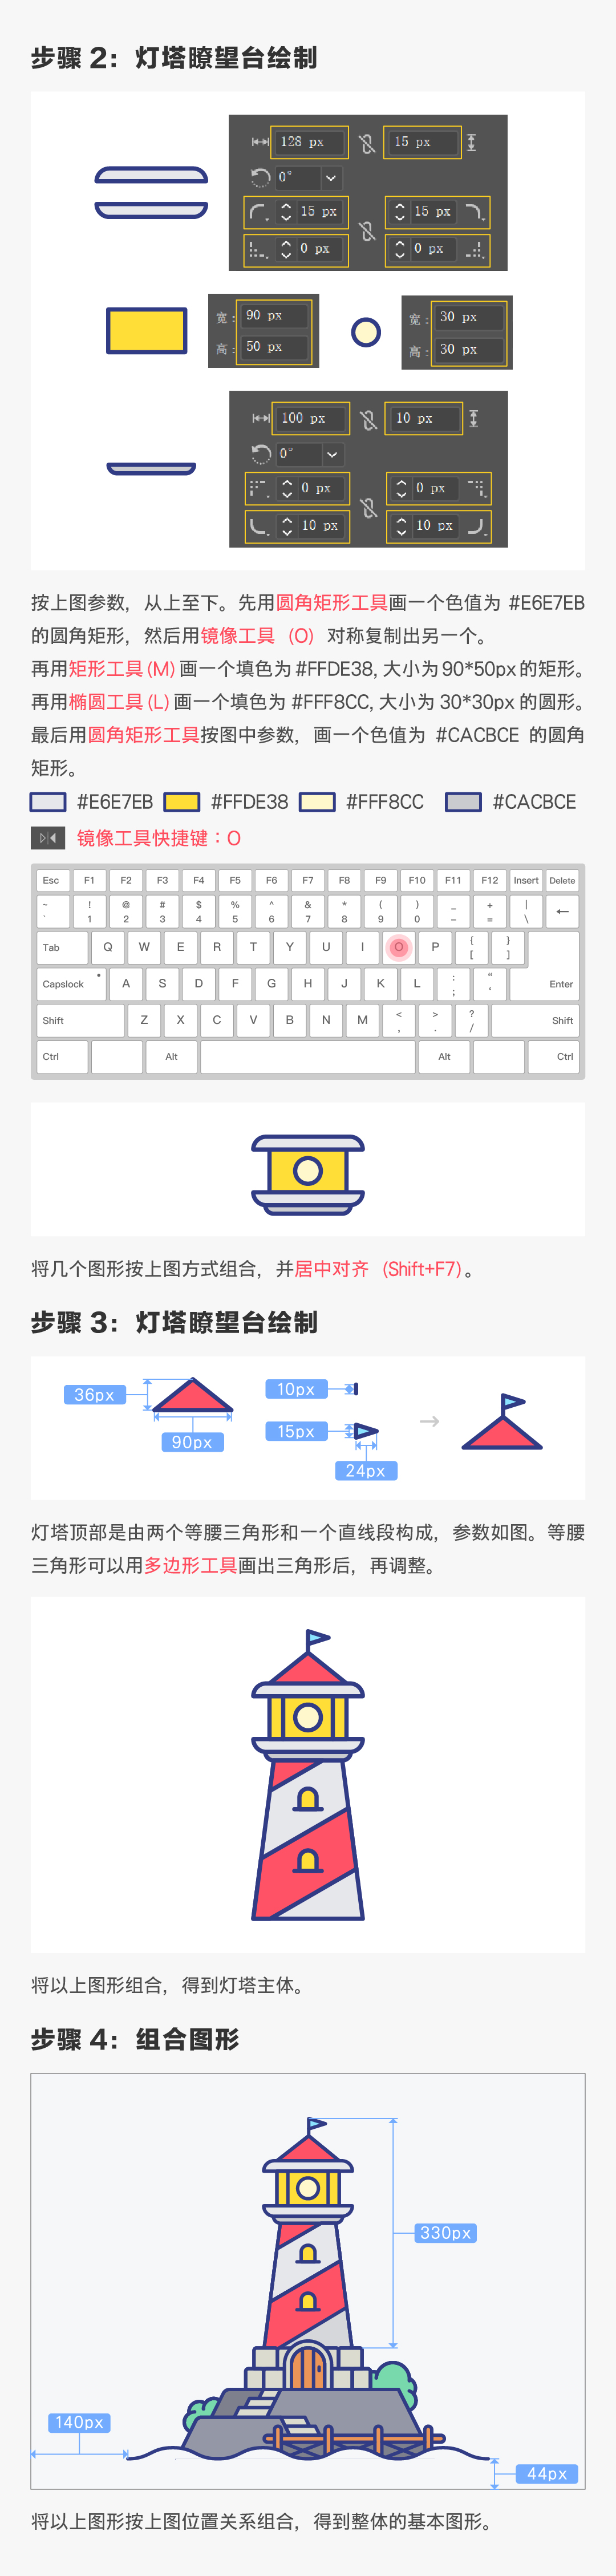 步骤 2：灯塔瞭望台绘制
128 px 15 px
0°
15 px 15 px
0 px 0 px
宽： 90 px 宽： 30 px
高： 50 px 高： 30 px
100 px 10 px
0°
0 px 0 px
10 px 10 px
按上图参数，从上至下。先用圆角矩形工具画一个色值为 #E6E7EB
的圆角矩形，然后用镜像工具（O）对称复制出另一个。
再用矩形工具(M)画一个填色为#FFDE38,大小为90*50px的矩形。
再用椭圆工具(L)画一个填色为 #FFF8CC,大小为 30*30px 的圆形。
最后用圆角矩形工具按图中参数，画一个色值为 #CACBCE 的圆角
矩形。
#E6E7EB #FFDE38 #FFF8CC #CACBCE
镜像工具快捷键：O
Esc F1 F2 F3 F4 F5 F6 F7 F8 F9 F10 F11 F12 Insert Delete
~ ! @ # $ % ^ & * ( ) _ + |
` 1 2 3 4 5 6 7 8 9 0 - = \ ←
Tab Q W E R T Y U I O P { [ } ]
Capslock A S D F G H J K L : ; " ' Enter
Shift Z X C V B N M < , > . ? / Shift
Ctrl Alt Alt Ctrl
将几个图形按上图方式组合，并居中对齐（Shift+F7）。
步骤 3：灯塔瞭望台绘制
36px 10px
90px 15px →
24px
灯塔顶部是由两个等腰三角形和一个直线段构成，参数如图。等腰
三角形可以用多边形工具画出三角形后，再调整。
将以上图形组合，得到灯塔主体。
步骤 4：组合图形
330px
140px
44px
将以上图形按上图位置关系组合，得到整体的基本图形。